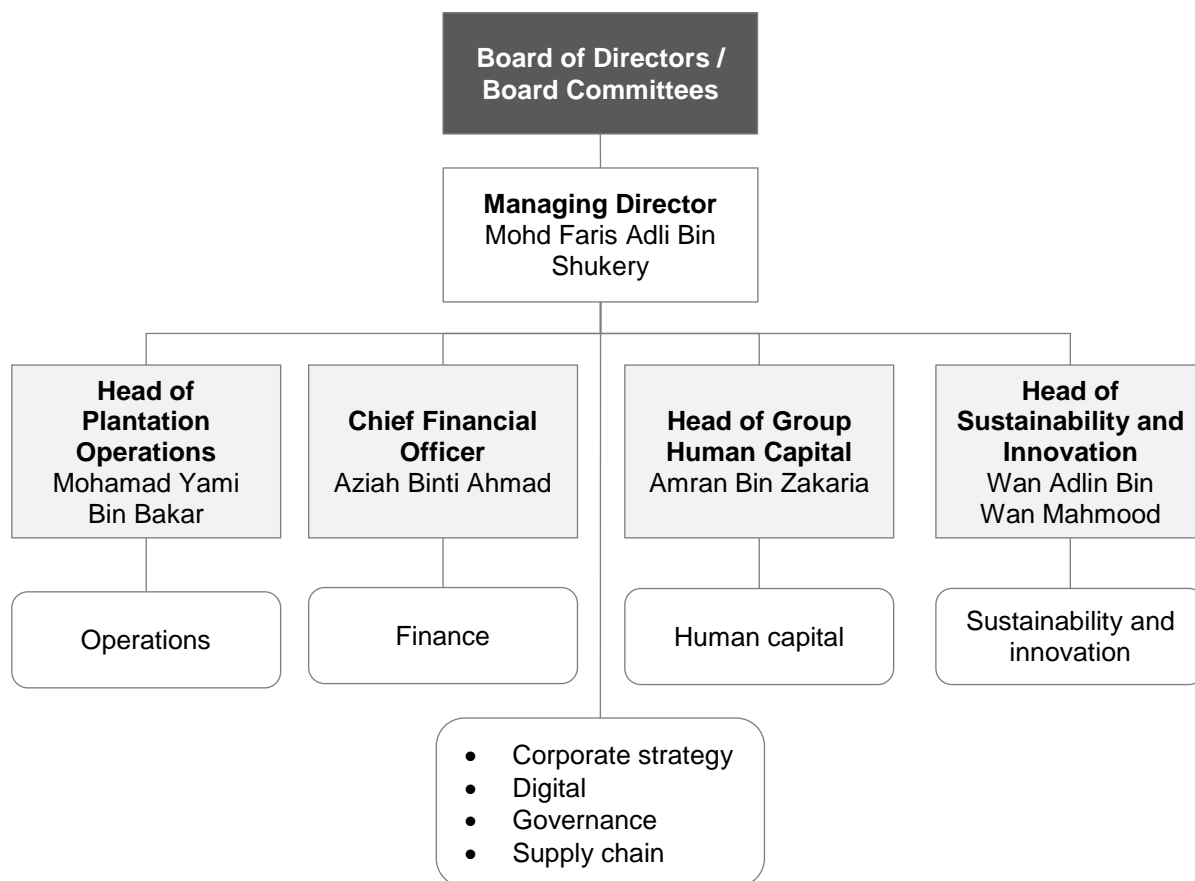 Board of Directors /
Board Committees
Managing Director
Mohd Faris Adli Bin
Shukery
Head of
Plantation
Operations
Mohamad Yami
Bin Bakar
Chief Financial
Officer
Aziah Binti Ahmad
Head of Group
Human Capital
Amran Bin Zakaria
Head of
Sustainability and
Innovation
Wan Adlin Bin
Wan Mahmood
Operations
Finance
Human capital
Sustainability and
innovation
• Corporate strategy
• Digital
• Governance
• Supply chain